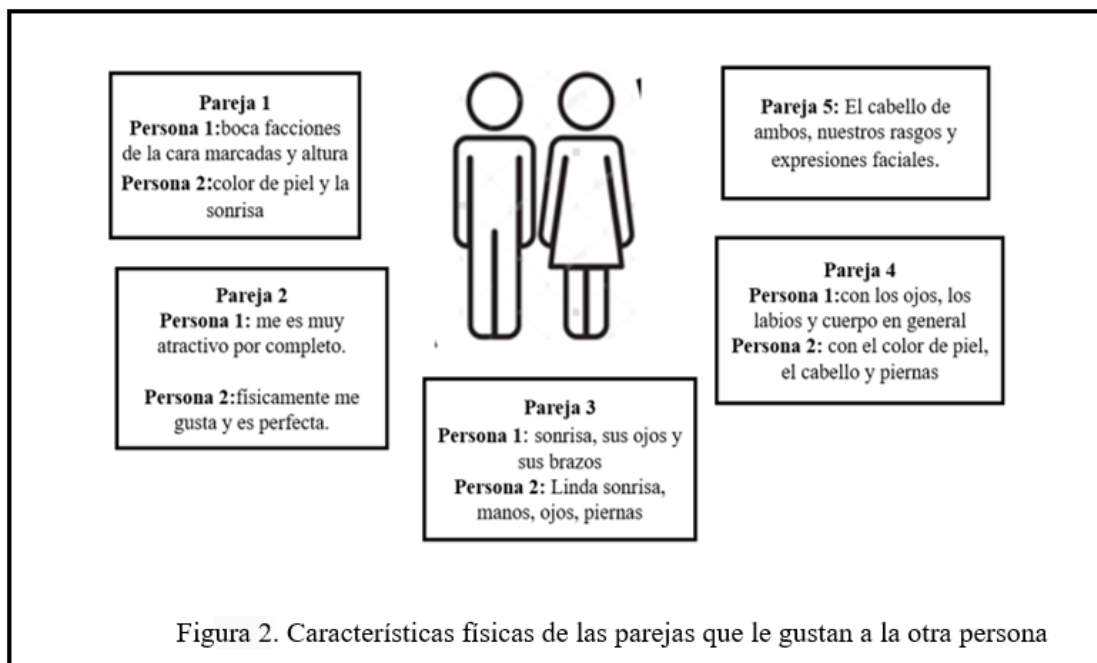 Pareja 1
Persona 1:boca facciones
de la cara marcadas y altura
Persona 2:color de piel y la
sonrisa
Pareja 2
Persona 1: me es muy
atractivo por completo.
Persona 2:físicamente me
gusta y es perfecta.
Pareja 3
Persona 1: sonrisa, sus ojos y
sus brazos
Persona 2: Linda sonrisa,
manos, ojos, piernas
Pareja 4
Persona 1:con los ojos, los
labios y cuerpo en general
Persona 2: con el color de piel,
el cabello y piernas
Pareja 5: El cabello de
ambos, nuestros rasgos y
expresiones faciales.
Figura 2. Características físicas de las parejas que le gustan a la otra persona